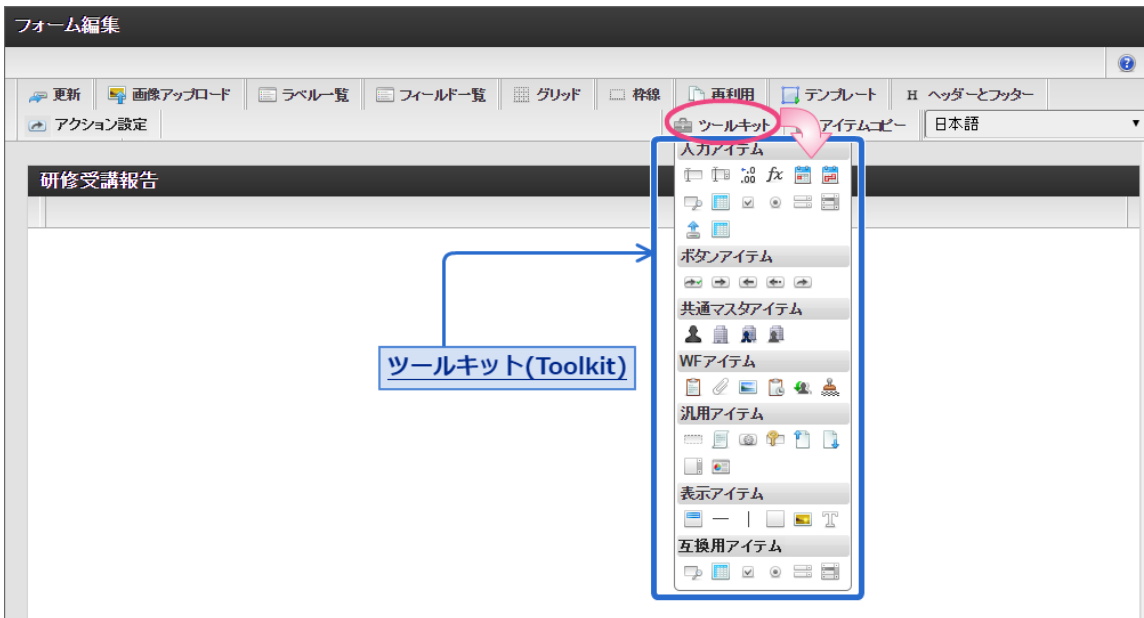 フォーム編集
更新 画像アップロード ラベル一覧 フィールド一覧 グリッド 枠線 再利用 テンプレート H ヘッダーとフッター
アクション設定 ツールキット アイテムコピー 日本語
研修受講報告
入力アイテム
ボタンアイテム
共通マスタアイテム
WFアイテム
汎用アイテム
表示アイテム
互換用アイテム
ツールキット(Toolkit)